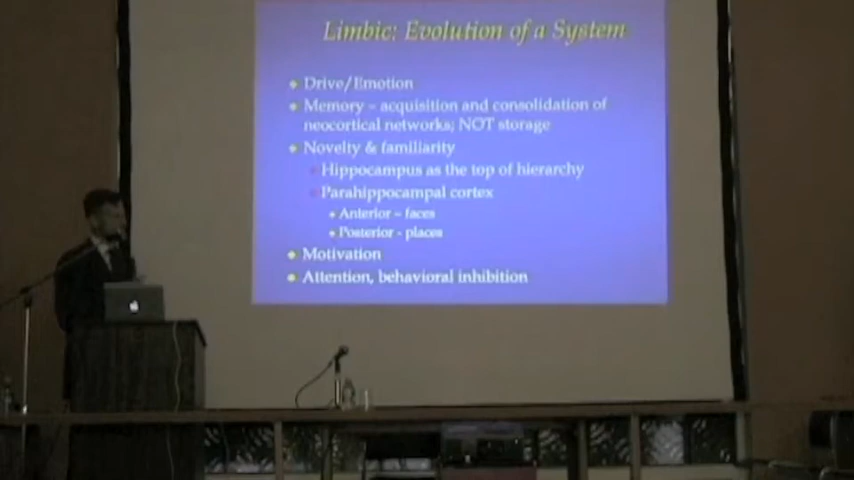 Limbic: Evolution of a System
Drive/Emotion
Memory – acquisition and consolidation of
neocortical networks; NOT storage
Novelty & familiarity
Hippocampus as the top of hierarchy
Parahippocampal cortex
Anterior – faces
Posterior - places
Motivation
Attention, behavioral inhibition